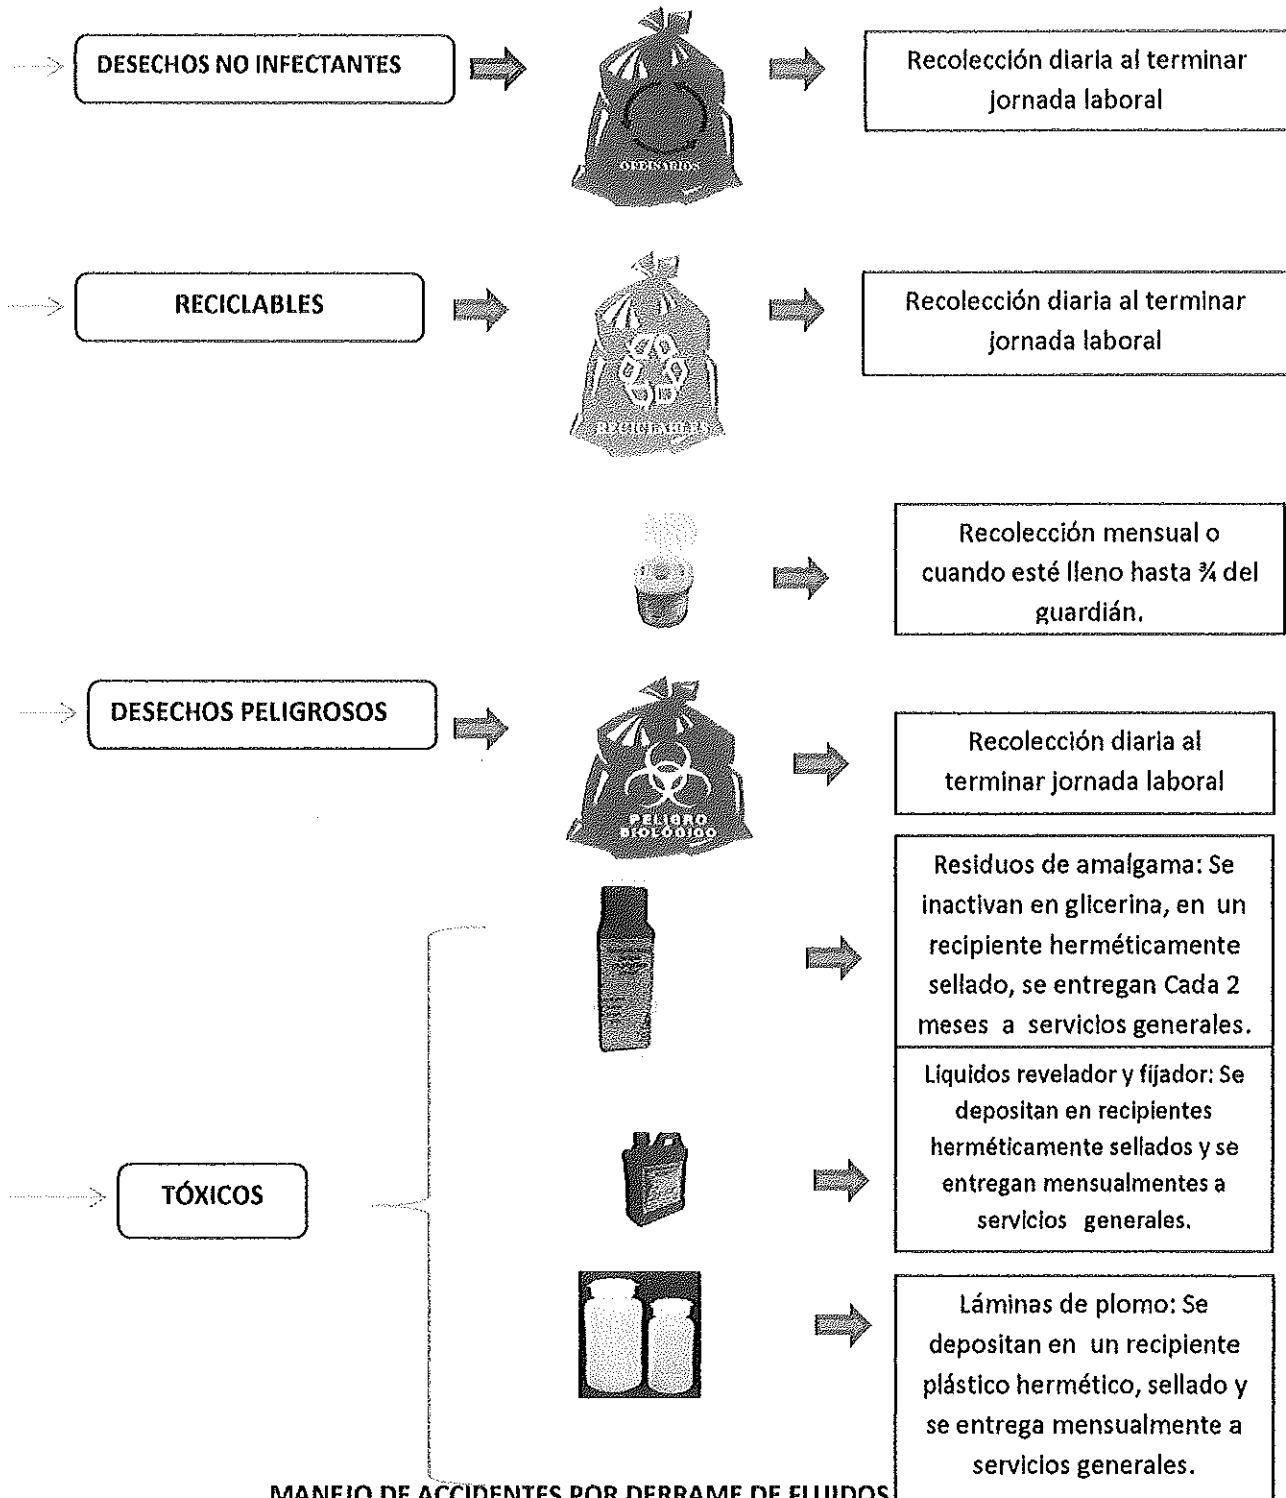 DESECHOS NO INFECTANTES
ORDINARIOS
Recolección diaria al terminar
jornada laboral
RECICLABLES
RECICLABLES
Recolección diaria al terminar
jornada laboral
Recolección mensual o
cuando esté lleno hasta ¾ del
guardián.
DESECHOS PELIGROSOS
PELIGRO
BIOLÓGICO
Recolección diaria al
terminar jornada laboral
Residuos de amalgama: Se
inactivan en glicerina, en un
recipiente herméticamente
sellado, se entregan Cada 2
meses a servicios generales.
TÓXICOS
Líquidos revelador y fijador: Se
depositan en recipientes
herméticamente sellados y se
entregan mensualmentes a
servicios generales.
Láminas de plomo: Se
depositan en un recipiente
plástico hermético, sellado y
se entrega mensualmente a
servicios generales.
MANEJO DE ACCIDENTES POR DERRAME DE FLUIDOS